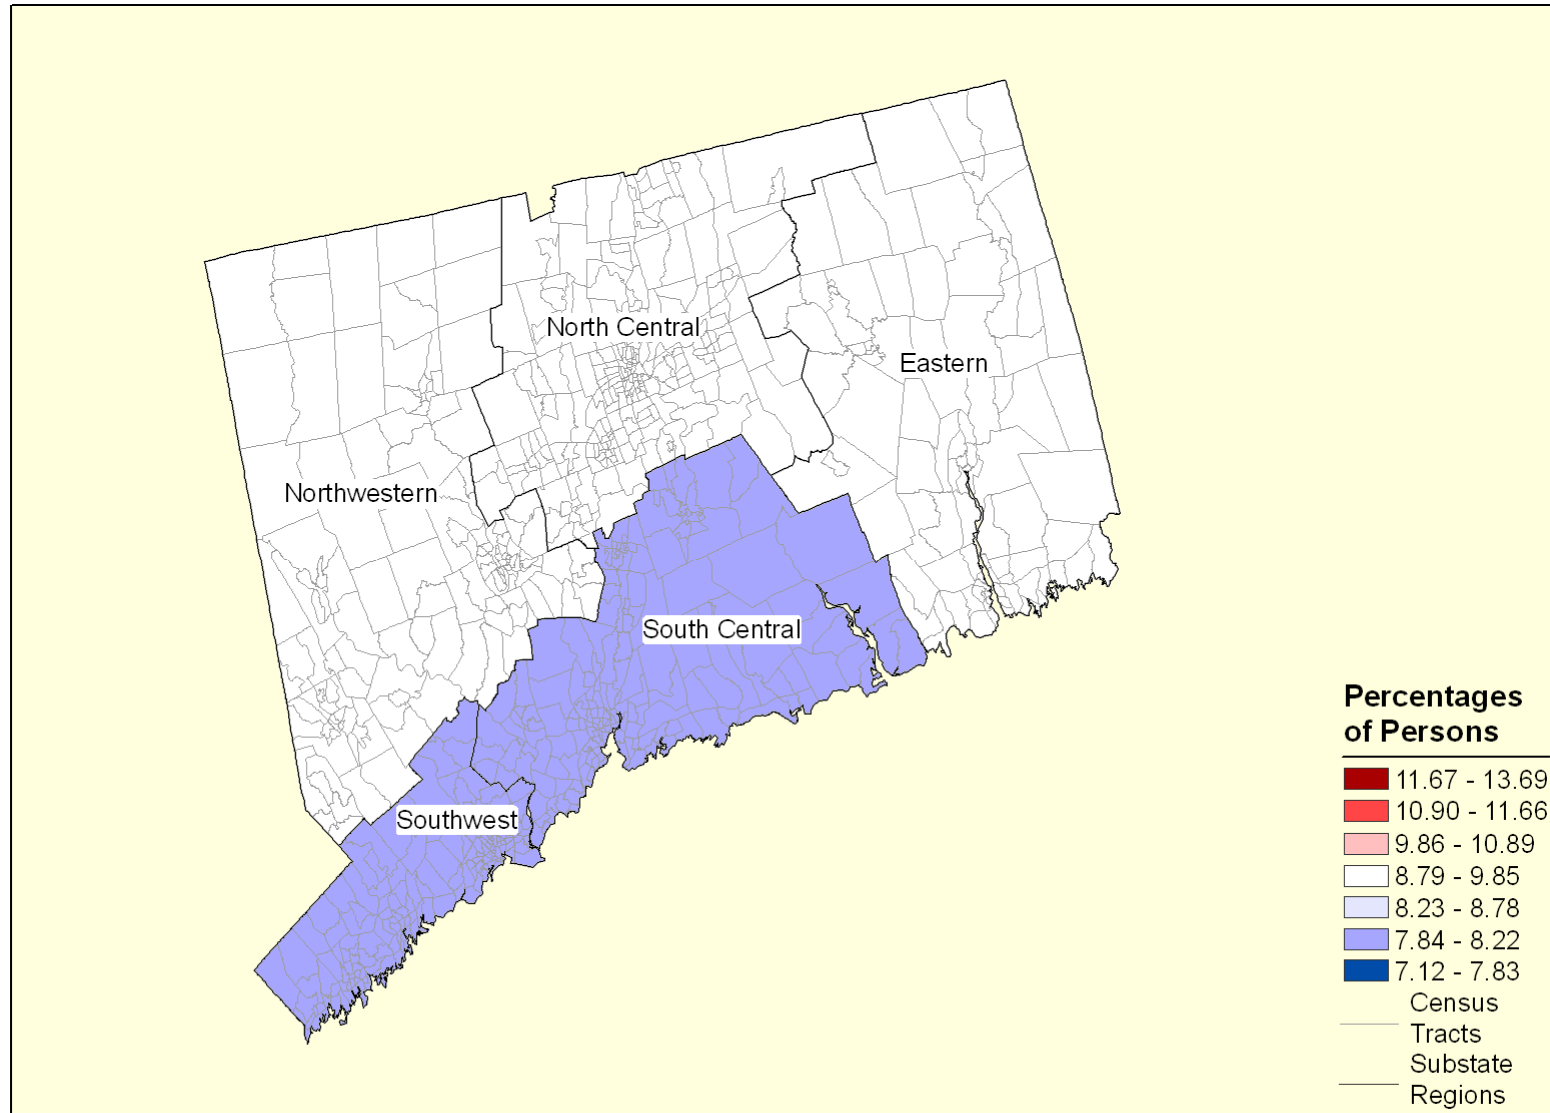 North Central
Eastern
Northwestern
South Central
Southwest
Percentages
of Persons
11.67 - 13.69
10.90 - 11.66
9.86 - 10.89
8.79 - 9.85
8.23 - 8.78
7.84 - 8.22
7.12 - 7.83
Census
Tracts
Substate
Regions